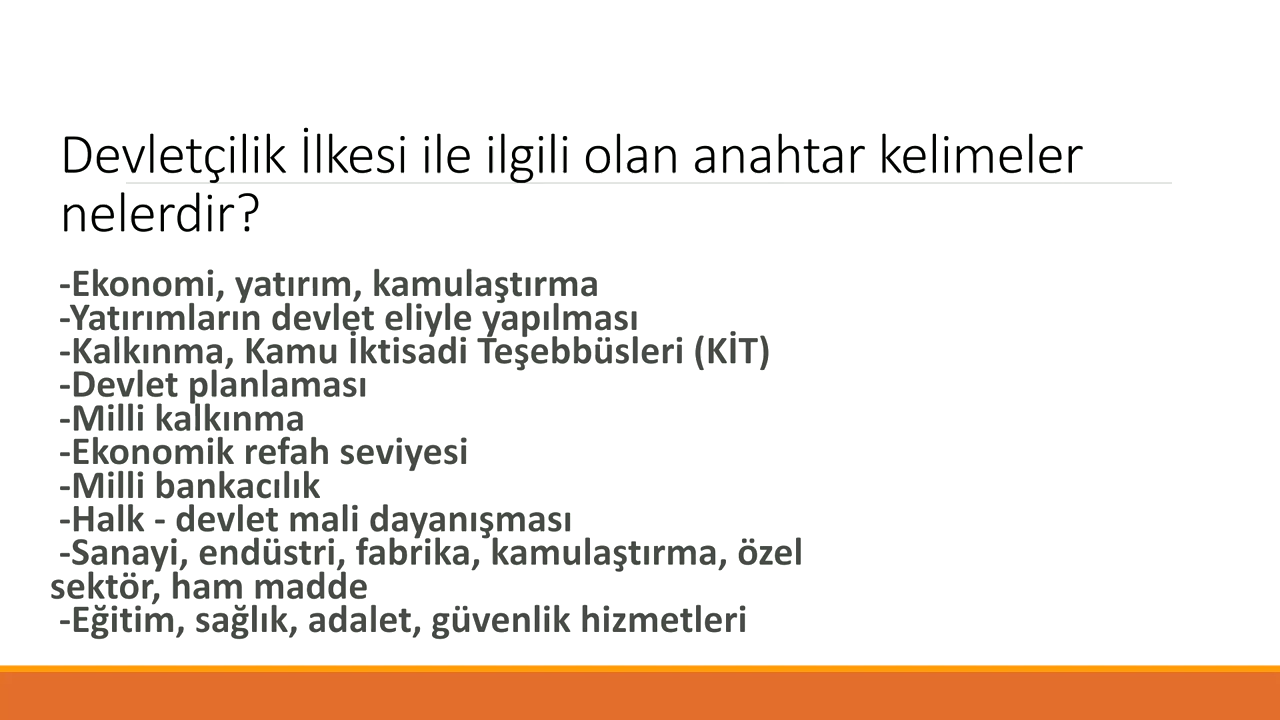 Devletçilik İlkesi ile ilgili olan anahtar kelimeler
nelerdir?
-Ekonomi, yatırım, kamulaştırma
-Yatırımların devlet eliyle yapılması
-Kalkınma, Kamu İktisadi Teşebbüsleri (KİT)
-Devlet planlaması
-Milli kalkınma
-Ekonomik refah seviyesi
-Milli bankacılık
-Halk - devlet mali dayanışması
-Sanayi, endüstri, fabrika, kamulaştırma, özel
sektör, ham madde
-Eğitim, sağlık, adalet, güvenlik hizmetleri